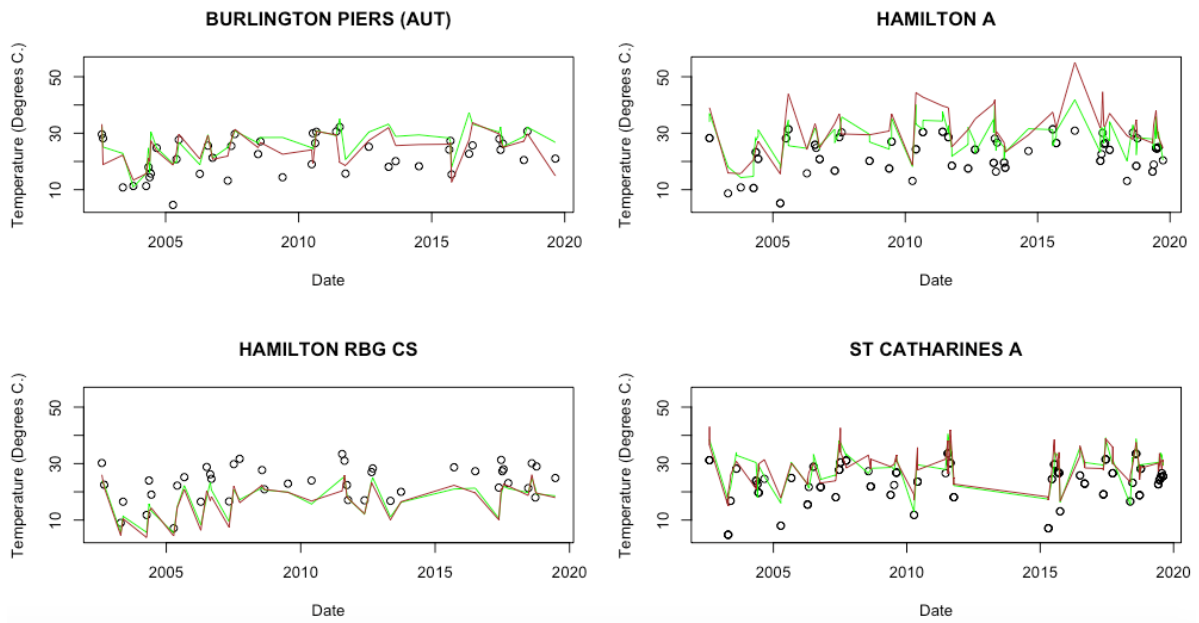 BURLINGTON PIERS (AUT)
Temperature (Degrees C.)
50
30
10
2005 2010 2015 2020
Date
HAMILTON A
Temperature (Degrees C.)
50
30
10
2005 2010 2015 2020
Date
HAMILTON RBG CS
Temperature (Degrees C.)
50
30
10
2005 2010 2015 2020
Date
ST CATHARINES A
Temperature (Degrees C.)
50
30
10
2005 2010 2015 2020
Date